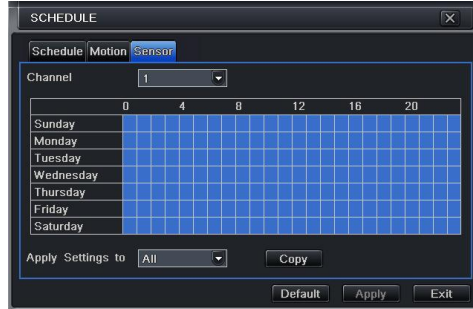 SCHEDULE
Schedule Motion Sensor
Channel 1
0 4 8 12 16 20
Sunday
Monday
Tuesday
Wednesday
Thursday
Friday
Saturday
Apply Settings to All Copy
Default Apply Exit